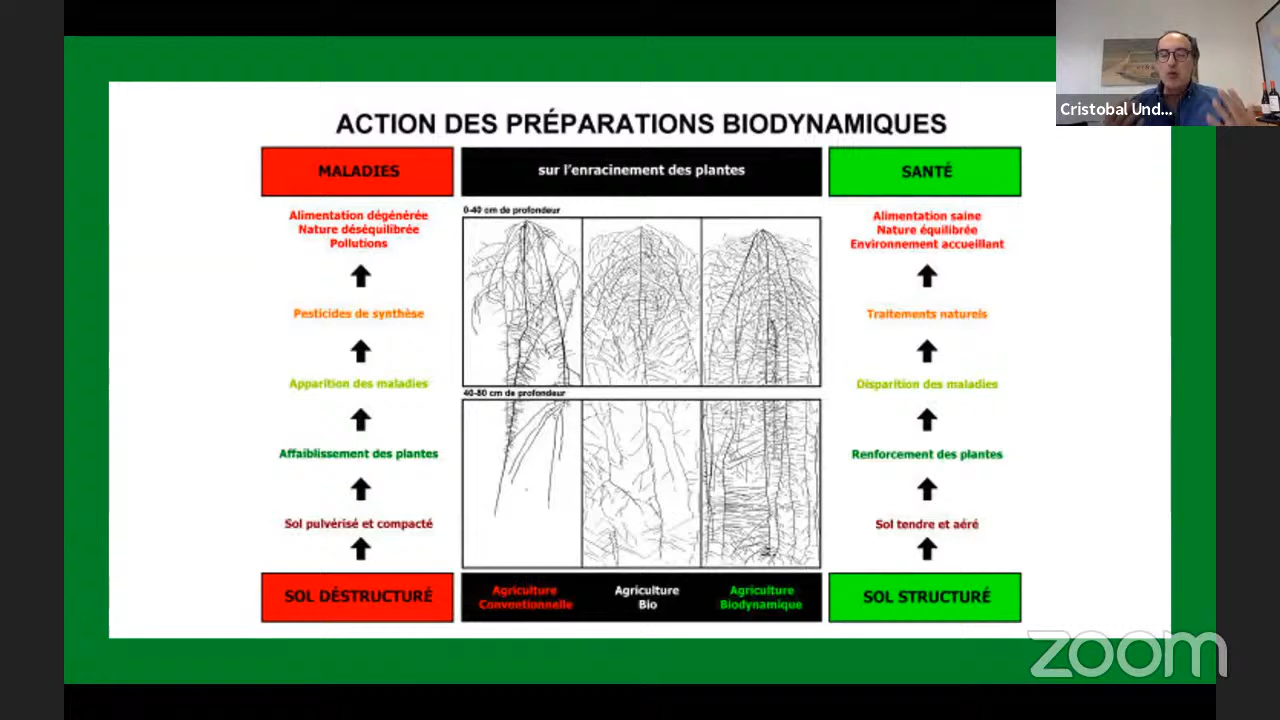 Cristobal Und...
ACTION DES PRÉPARATIONS BIODYNAMIQUES
MALADIES
sur l'enracinement des plantes
SANTÉ
Alimentation dégénérée
Nature déséquilibrée
Pollutions
Pesticides de synthèse
Apparition des maladies
Affaiblissement des plantes
Sol pulvérisé et compacté
0-40 cm de profondeur
40-80 cm de profondeur
Alimentation saine
Nature équilibrée
Environnement accueillant
Traitements naturels
Disparition des maladies
Renforcement des plantes
Sol tendre et aéré
SOL DÉSTRUCTURÉ
Agriculture
Conventionnelle
Agriculture
Bio
Agriculture
Biodynamique
SOL STRUCTURÉ
zoom